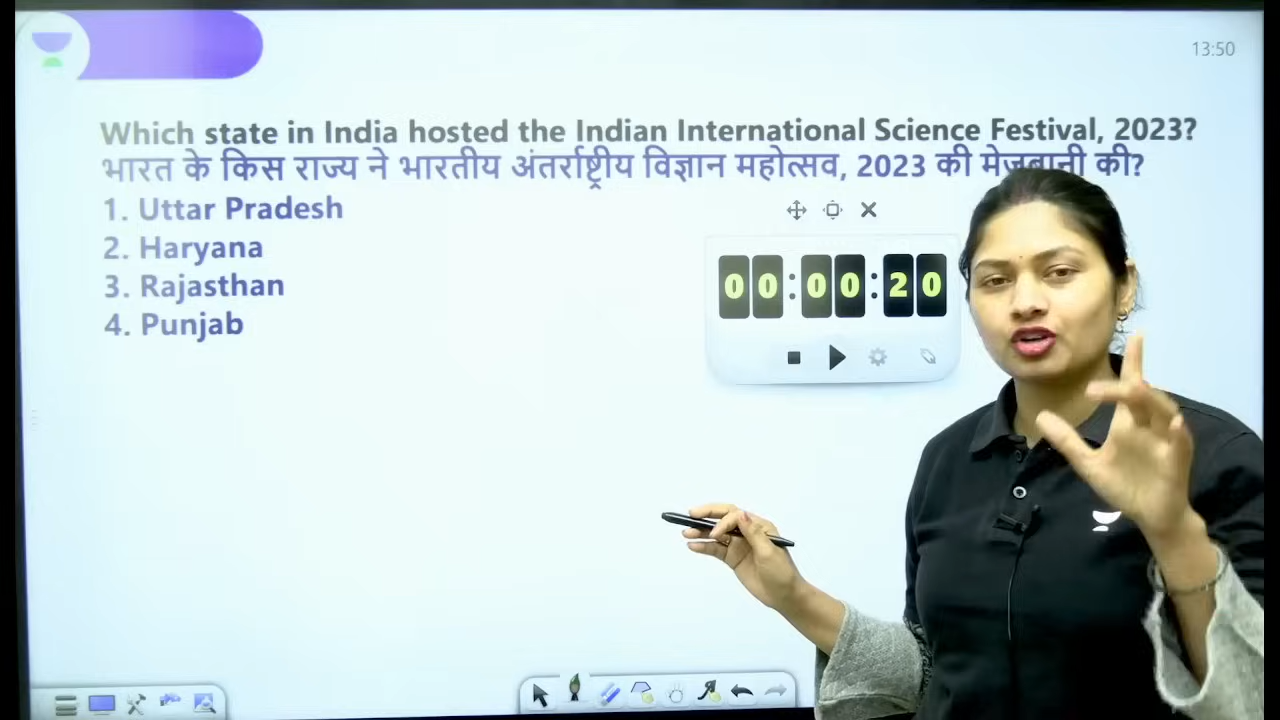 13:50
Which state in India hosted the Indian International Science Festival, 2023?
भारत के किस राज्य ने भारतीय अंतर्राष्ट्रीय विज्ञान महोत्सव, 2023 की मेजबानी की?
1. Uttar Pradesh
2. Haryana
3. Rajasthan
4. Punjab
00:00:20